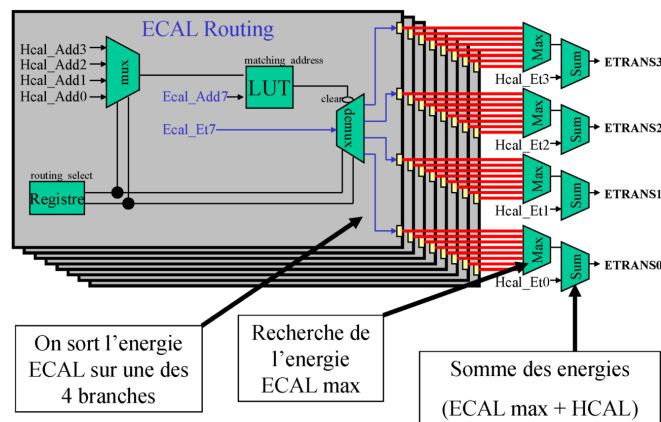 ECAL Routing
Hcal_Add3
Hcal_Add2
Hcal_Add1
Hcal_Add0
mux
matching_address
LUT
Ecal_Add7
clear
demux
Ecal_Et7
routing_select
Registre
Max
Sum
Hcal_Et3
ETRANS3
Max
Sum
Hcal_Et2
ETRANS2
Max
Sum
Hcal_Et1
ETRANS1
Max
Sum
Hcal_Et0
ETRANS0
On sort l’energie
ECAL sur une des
4 branches
Recherche de
l’energie
ECAL max
Somme des energies
(ECAL max + HCAL)